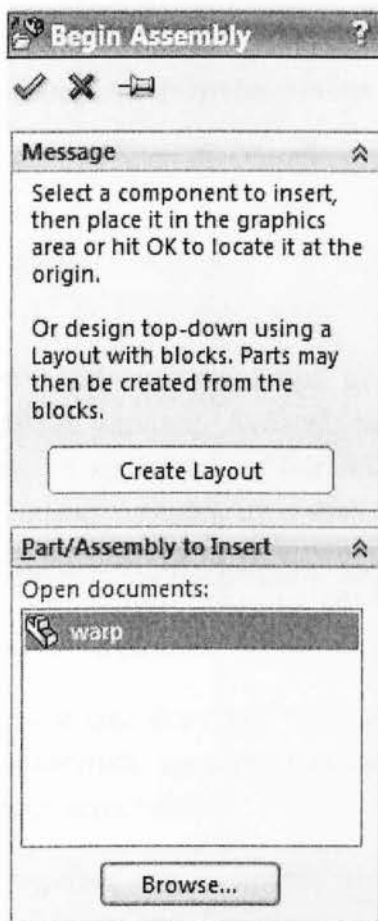 Begin Assembly ?
Message
Select a component to insert,
then place it in the graphics
area or hit OK to locate it at the
origin.
Or design top-down using a
Layout with blocks. Parts may
then be created from the
blocks.
Create Layout
Part/Assembly to Insert
Open documents:
warp
Browse...